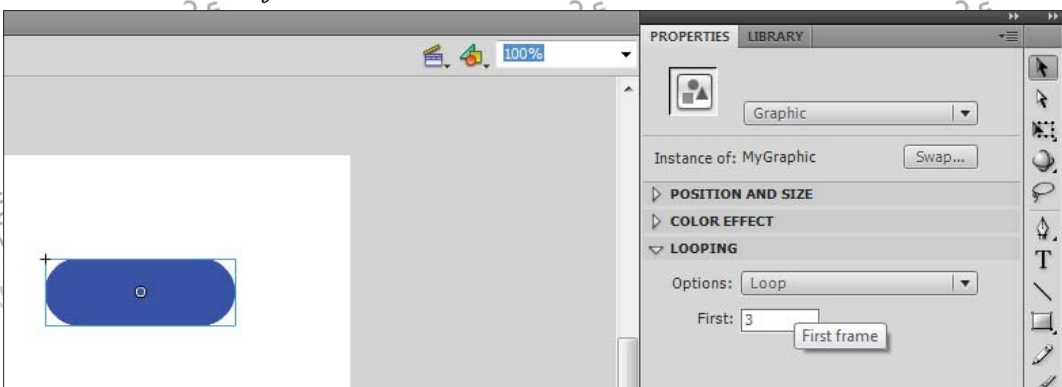 100%
PROPERTIES LIBRARY
Graphic
Instance of: MyGraphic Swap...
POSITION AND SIZE
COLOR EFFECT
LOOPING
Options: Loop
First: 3
First frame
T